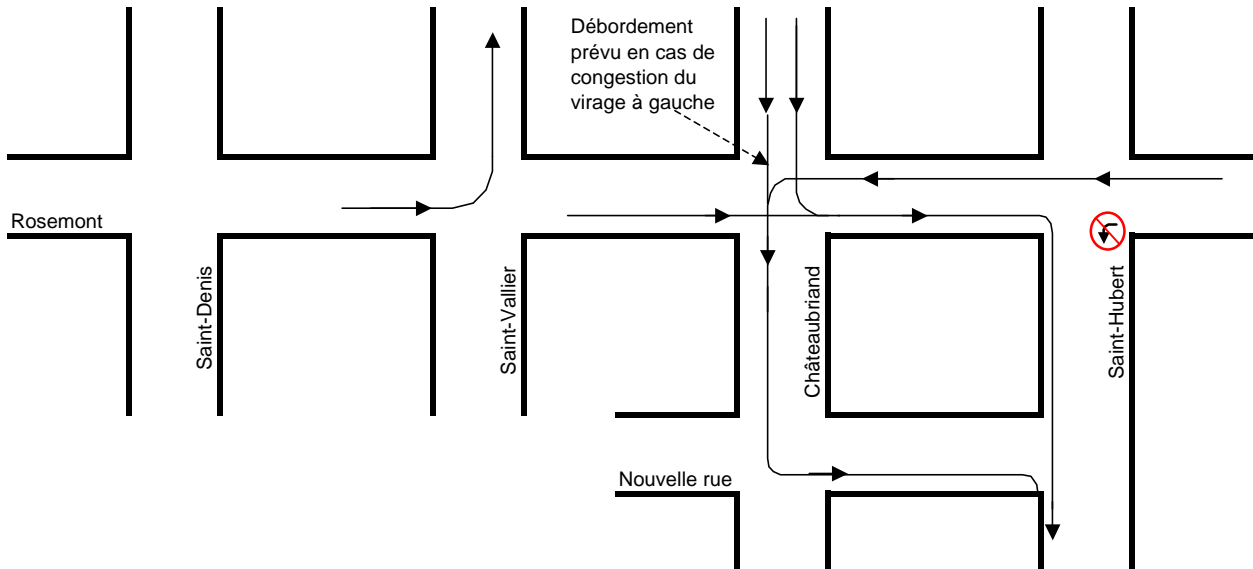 Débordement
prévu en cas de
congestion du
virage à gauche
Rosemont
Saint-Denis
Saint-Vallier
Châteaubriand
Saint-Hubert
Nouvelle rue